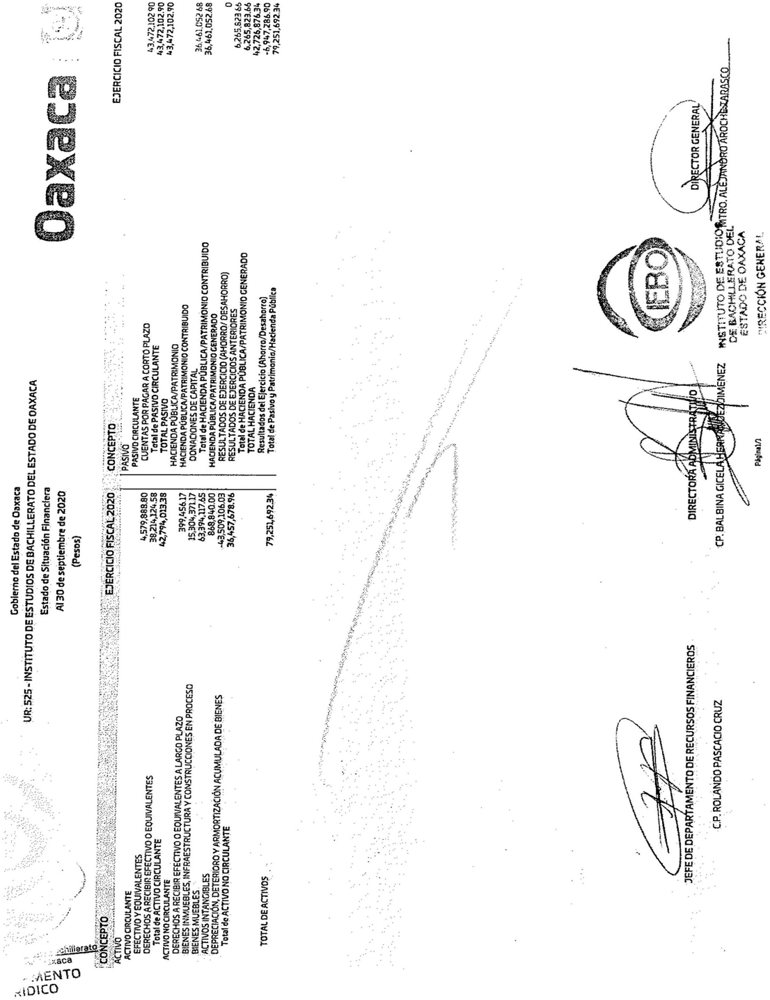 Gobierno del Estado de Oaxaca
UR: 525 - INSTITUTO DE ESTUDIOS DE BACHILLERATO DEL ESTADO DE OAXACA
Estado de Situación Financiera
Al 30 de septiembre de 2020
(Pesos)
Oaxaca
chillerato
xaca
MENTO
RIDICO
CONCEPTO EJERCICIO FISCAL 2020 CONCEPTO EJERCICIO FISCAL 2020
ACTIVO
ACTIVO CIRCULANTE
EFECTIVO Y EQUIVALENTES 4,579,888.80
DERECHOS A RECIBIR EFECTIVO O EQUIVALENTES 38,214,124.58
Total de ACTIVO CIRCULANTE 42,794,013.38
ACTIVO NO CIRCULANTE
DERECHOS A RECIBIR EFECTIVO O EQUIVALENTES A LARGO PLAZO 399,456.17
BIENES INMUEBLES, INFRAESTRUCTURA Y CONSTRUCCIONES EN PROCESO 15,304,371.17
BIENES MUEBLES 63,394,117.65
ACTIVOS INTANGIBLES 868,840.00
DEPRECIACIÓN, DETERIORO Y ARMORTIZACIÓN ACUMULADA DE BIENES -43,509,106.03
Total de ACTIVO NO CIRCULANTE 36,457,678.96
TOTAL DE ACTIVOS 79,251,692.34
PASIVO
PASIVO CIRCULANTE
CUENTAS POR PAGAR A CORTO PLAZO 43,472,102.90
Total de PASIVO CIRCULANTE 43,472,102.90
TOTAL PASIVO 43,472,102.90
HACIENDA PÚBLICA/PATRIMONIO
HACIENDA PÚBLICA/PATRIMONIO CONTRIBUIDO
DONACIONES DE CAPITAL 36,461,052.68
Total de HACIENDA PÚBLICA/PATRIMONIO CONTRIBUIDO 36,461,052.68
HACIENDA PÚBLICA/PATRIMONIO GENERADO
RESULTADOS DE EJERCICIO (AHORRO/ DESAHORRO) 0
RESULTADOS DE EJERCICIOS ANTERIORES 6,265,823.66
Total de HACIENDA PÚBLICA/PATRIMONIO GENERADO 6,265,823.66
TOTAL HACIENDA 42,726,876.34
Resultados del Ejercicio (Ahorro/Desahorro) -6,947,286.90
Total de Pasivo y Patrimonio/Hacienda Pública 79,251,692.34
JEFE DE DEPARTAMENTO DE RECURSOS FINANCIEROS
C.P. ROLANDO PASCACIO CRUZ
DIRECTORA ADMINISTRATIVO
CP. BALBINA GICELA HERNANDEZ JIMENEZ
IEBO
INSTITUTO DE ESTUDIOS
DE BACHILLERATO DEL
ESTADO DE OAXACA
DIRECCIÓN GENERAL
DIRECTOR GENERAL
MTRO. ALEJANDRO AROCHE TARASCO
Página1/1